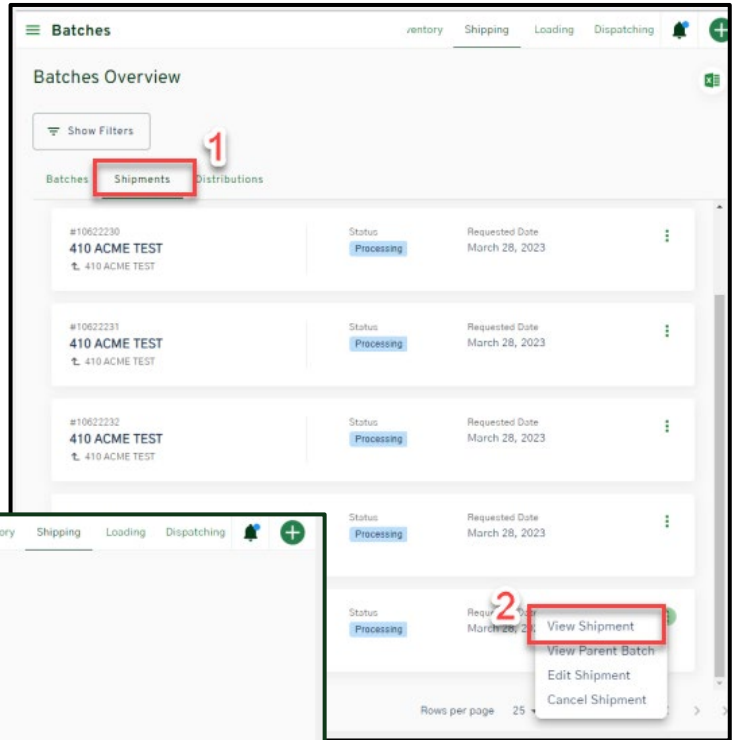 Batches
ventory Shipping Loading Dispatching
Batches Overview
Show Filters
1
Batches Shipments Distributions
#10622230
410 ACME TEST
410 ACME TEST
Status
Processing
Requested Date
March 28, 2023
#10622231
410 ACME TEST
410 ACME TEST
Status
Processing
Requested Date
March 28, 2023
#10622232
410 ACME TEST
410 ACME TEST
Status
Processing
Requested Date
March 28, 2023
Status
Processing
Requested Date
March 28, 2023
Status
Processing
2
March 28,
View Shipment
View Parent Batch
Edit Shipment
Cancel Shipment
Rows per page 25
ory Shipping Loading Dispatching